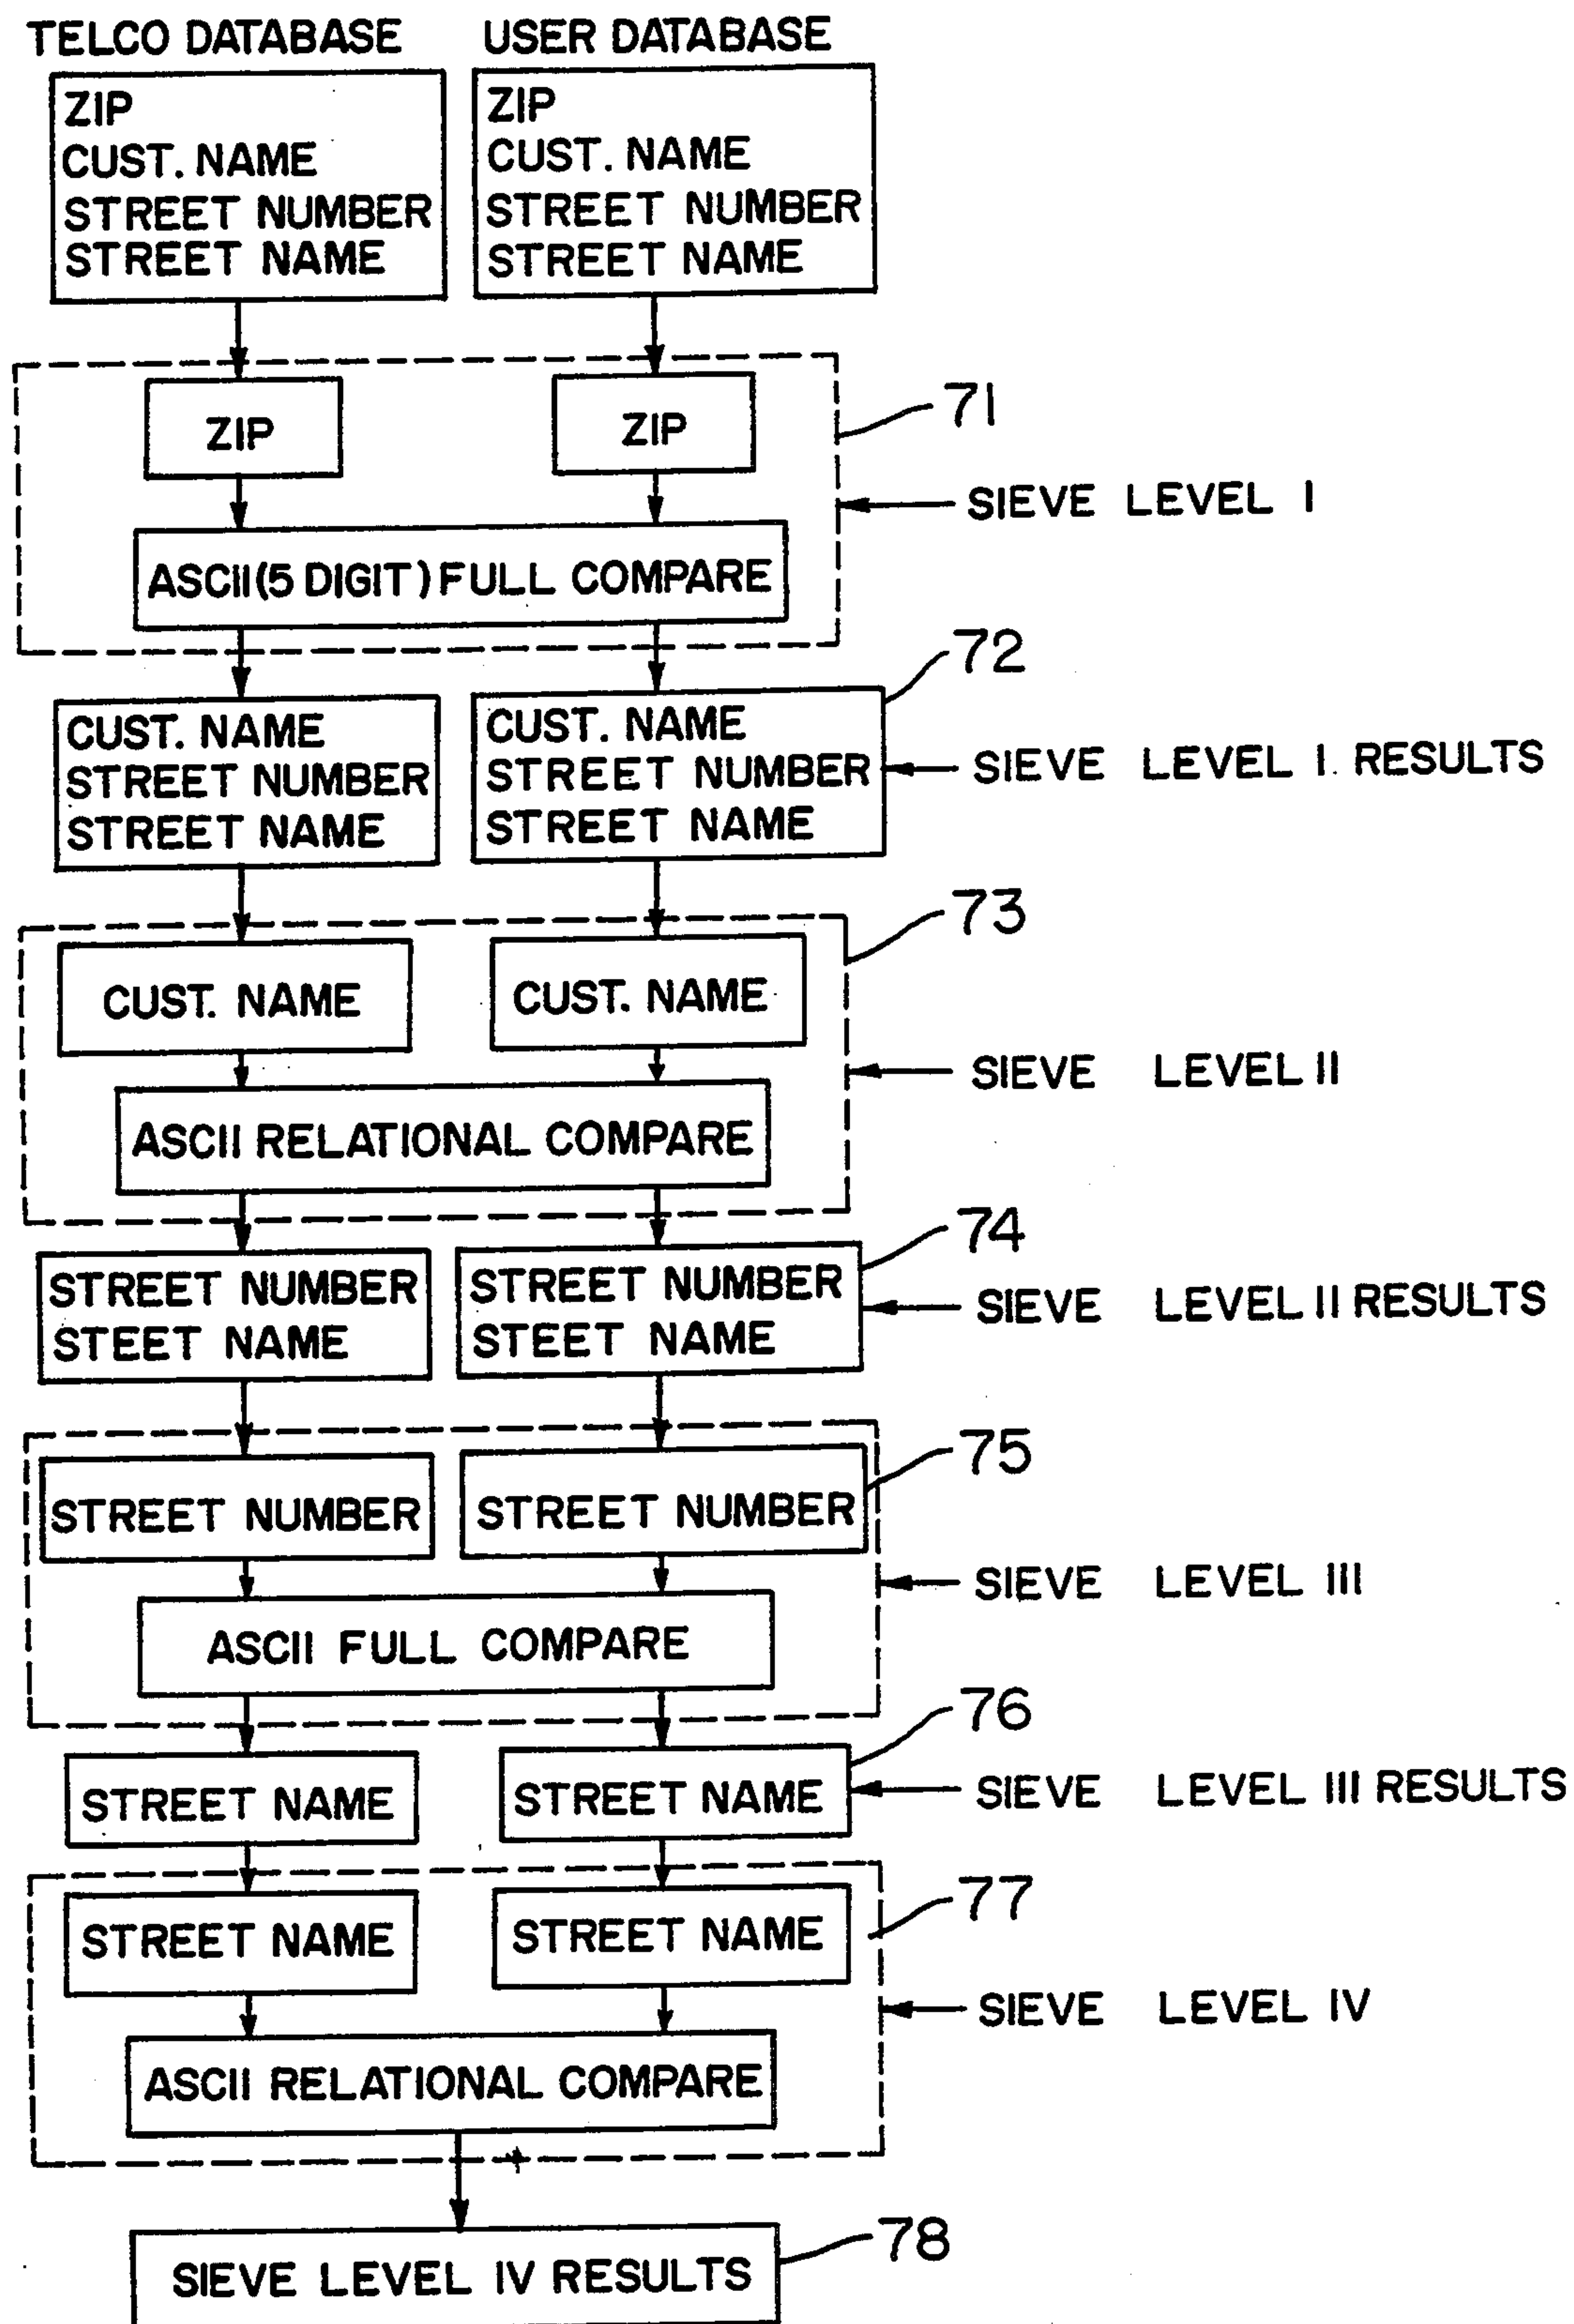 TELCO DATABASE
USER DATABASE
ZIP
CUST. NAME
STREET NUMBER
STREET NAME
ZIP
CUST. NAME
STREET NUMBER
STREET NAME
ZIP
ZIP
71
SIEVE LEVEL I
ASCII(5 DIGIT) FULL COMPARE
72
CUST. NAME
STREET NUMBER
STREET NAME
CUST. NAME
STREET NUMBER
STREET NAME
SIEVE LEVEL I. RESULTS
73
CUST. NAME
CUST. NAME
SIEVE LEVEL II
ASCII RELATIONAL COMPARE
74
STREET NUMBER
STEET NAME
STREET NUMBER
STEET NAME
SIEVE LEVEL II RESULTS
75
STREET NUMBER
STREET NUMBER
SIEVE LEVEL III
ASCII FULL COMPARE
76
STREET NAME
STREET NAME
SIEVE LEVEL III RESULTS
77
STREET NAME
STREET NAME
SIEVE LEVEL IV
ASCII RELATIONAL COMPARE
78
SIEVE LEVEL IV RESULTS